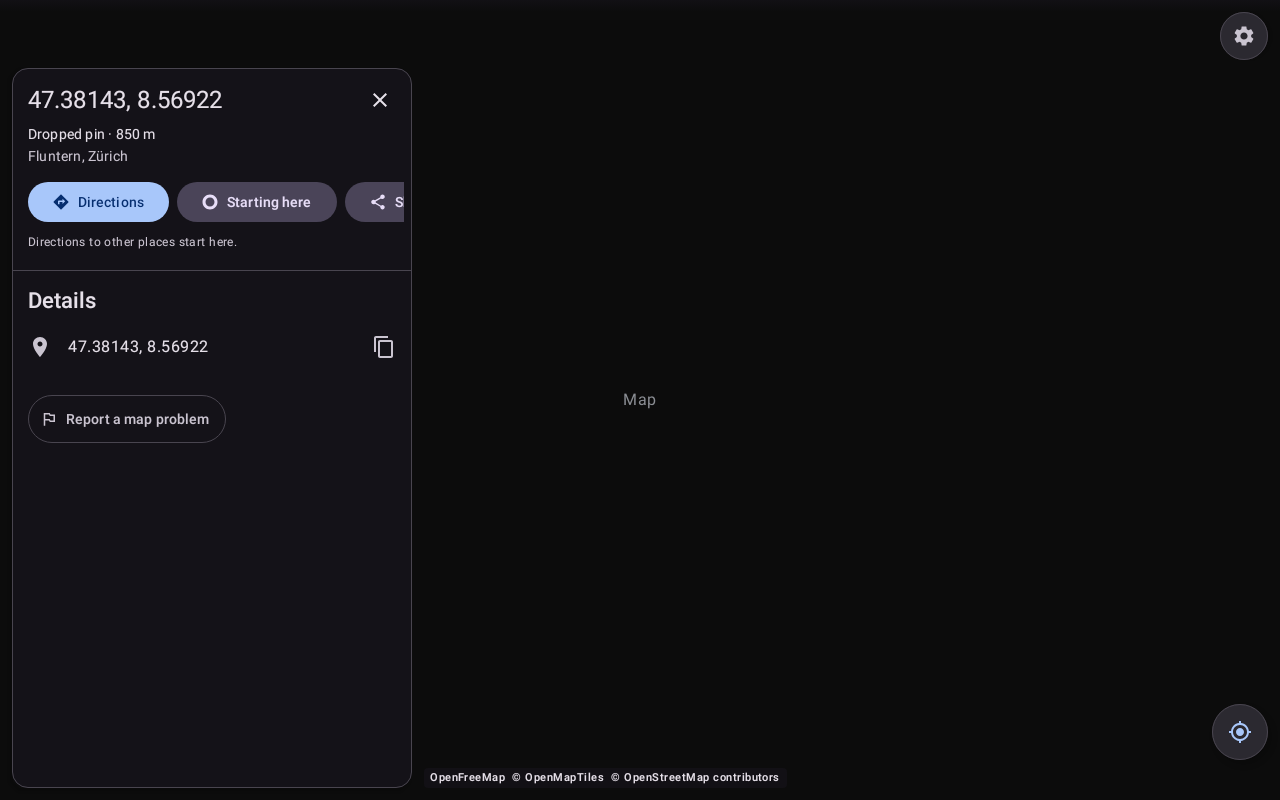 47.38143, 8.56922
Dropped pin · 850 m
Fluntern, Zürich
Directions
Starting here
S
Directions to other places start here.
Details
47.38143, 8.56922
Report a map problem
Map
OpenFreeMap © OpenMapTiles © OpenStreetMap contributors